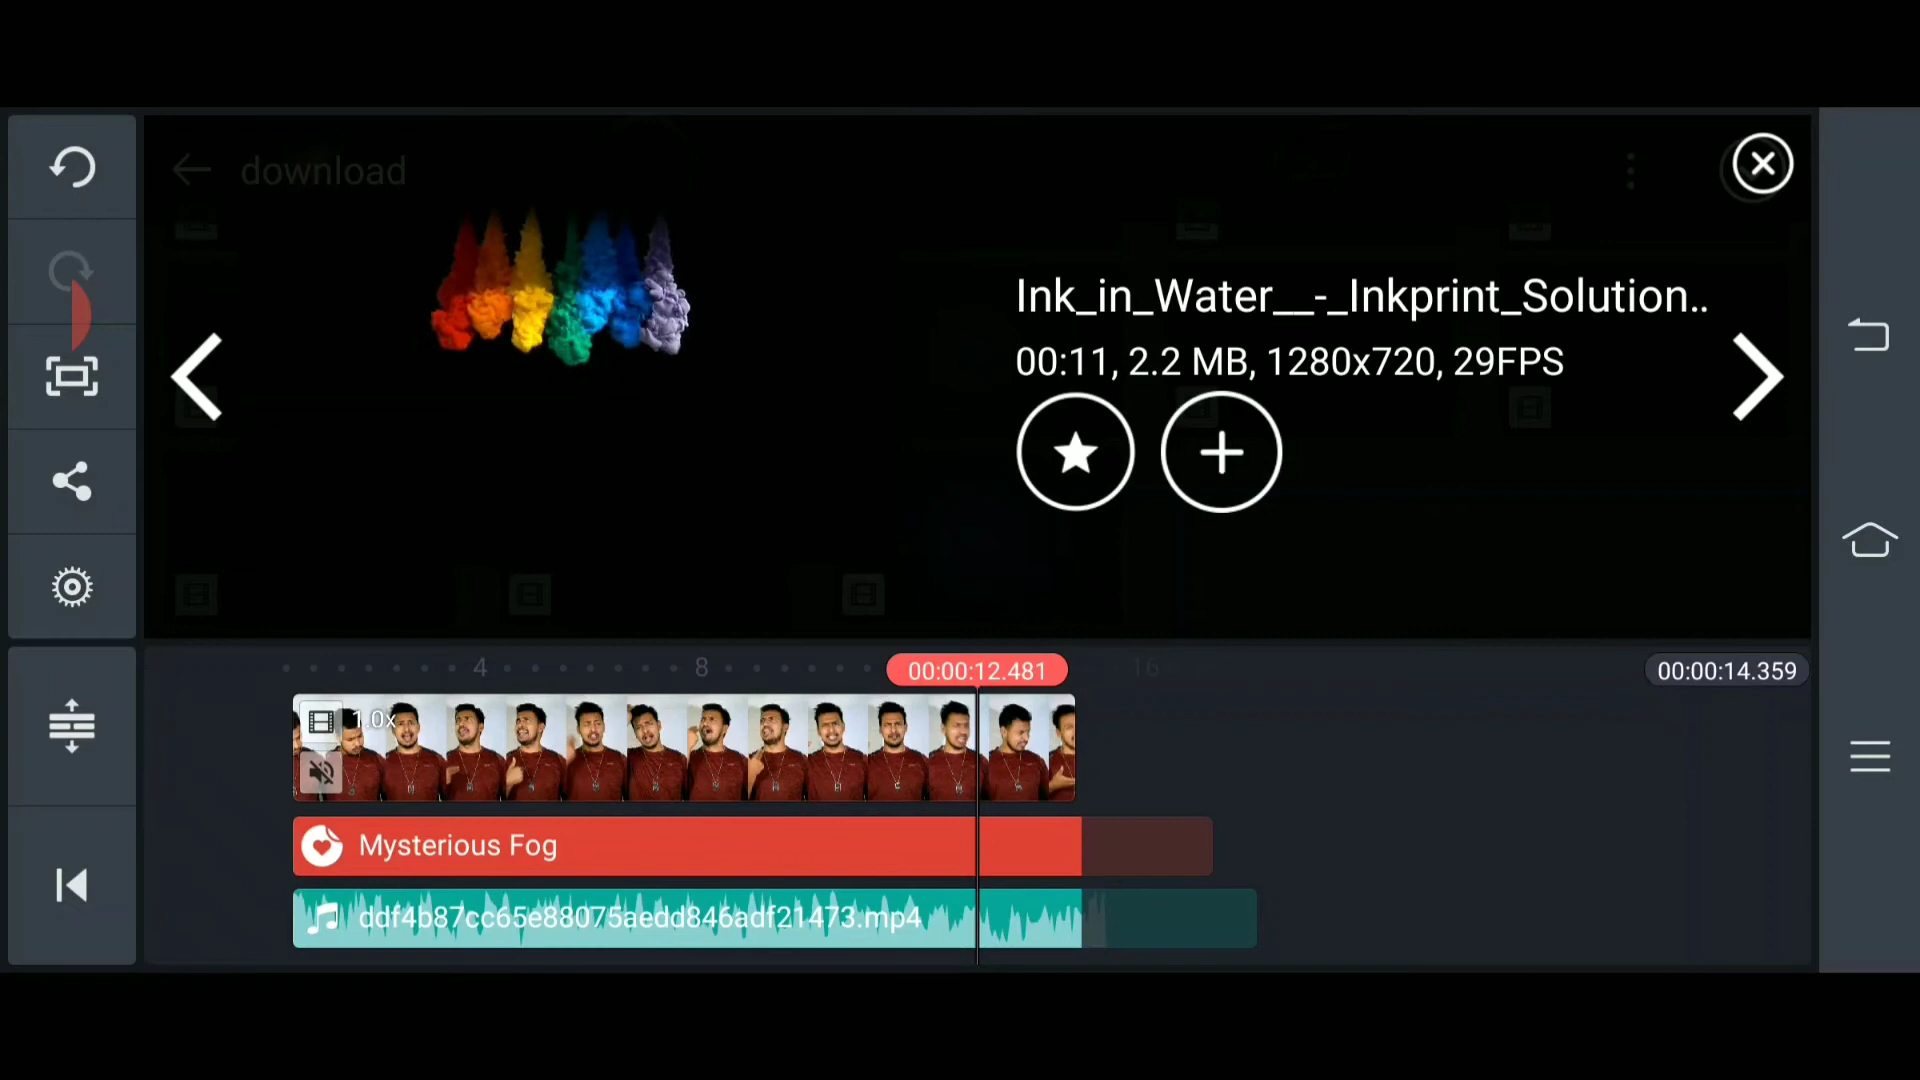 download
Ink_in_Water__-_Inkprint_Solution..
00:11, 2.2 MB, 1280x720, 29FPS
4
8
00:00:12.481
16
00:00:14.359
1.0x
Mysterious Fog
ddf4b87cc65e88075aedd846adf21473.mp4